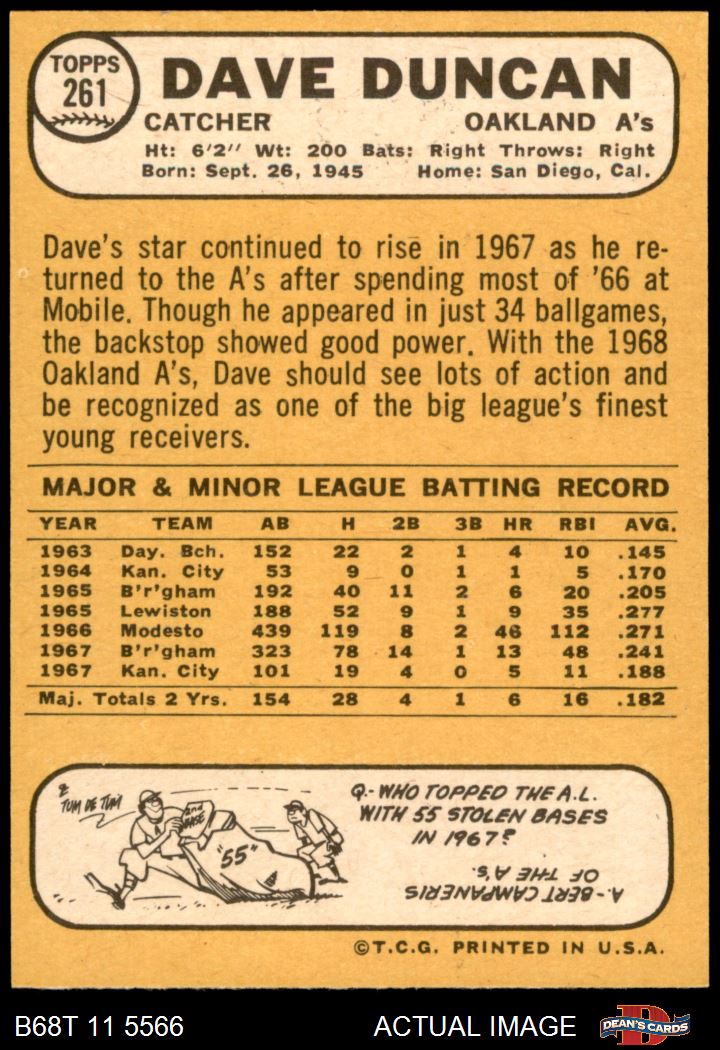 TOPPS
261
DAVE DUNCAN
CATCHER OAKLAND A's
Ht: 6'2" Wt: 200 Bats: Right Throws: Right
Born: Sept. 26, 1945 Home: San Diego, Cal.
Dave's star continued to rise in 1967 as he re-
turned to the A's after spending most of '66 at
Mobile. Though he appeared in just 34 ballgames,
the backstop showed good power. With the 1968
Oakland A's, Dave should see lots of action and
be recognized as one of the big league's finest
young receivers.
MAJOR & MINOR LEAGUE BATTING RECORD
YEAR TEAM AB H 2B 3B HR RBI AVG.
1963 Day. Bch. 152 22 2 1 4 10 .145
1964 Kan. City 53 9 0 1 1 5 .170
1965 B'r'gham 192 40 11 2 6 20 .205
1965 Lewiston 188 52 9 1 9 35 .277
1966 Modesto 439 119 8 2 46 112 .271
1967 B'r'gham 323 78 14 1 13 48 .241
1967 Kan. City 101 19 4 0 5 11 .188
Maj. Totals 2 Yrs. 154 28 4 1 6 16 .182
TUM DE TUM
2nd
BASE
"55"
Q.- WHO TOPPED THE A.L.
WITH 55 STOLEN BASES
IN 1967?
A.- BERT CAMPANERIS
OF THE A's.
©T.C.G. PRINTED IN U.S.A.
B68T 11 5566 ACTUAL IMAGE DEAN'S CARDS